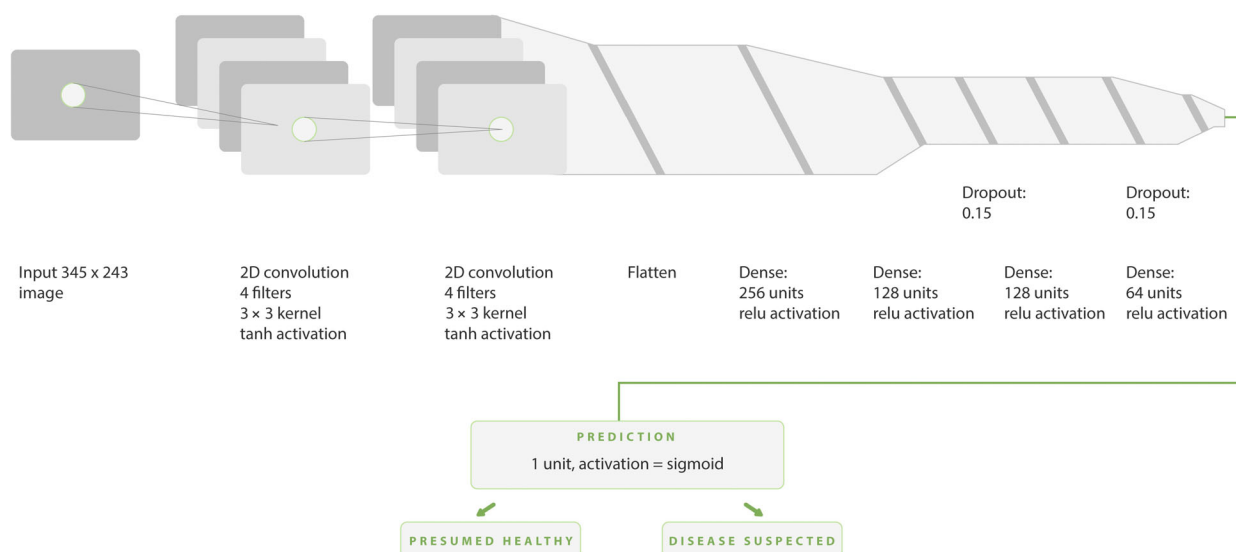 Dropout:
0.15
Dropout:
0.15
Input 345 x 243
image
2D convolution
4 filters
3 × 3 kernel
tanh activation
2D convolution
4 filters
3 × 3 kernel
tanh activation
Flatten
Dense:
256 units
relu activation
Dense:
128 units
relu activation
Dense:
128 units
relu activation
Dense:
64 units
relu activation
PREDICTION
1 unit, activation = sigmoid
PRESUMED HEALTHY
DISEASE SUSPECTED